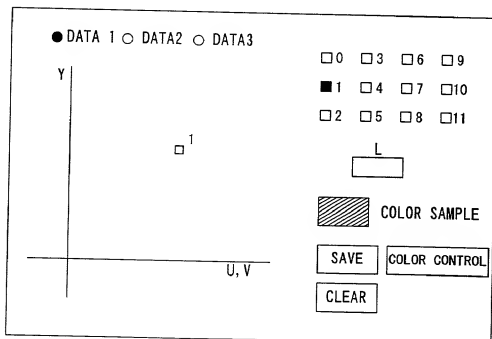 DATA 1 DATA2 DATA3
Y
1
U, V
0 3 6 9
1 4 7 10
2 5 8 11
L
COLOR SAMPLE
SAVE COLOR CONTROL
CLEAR